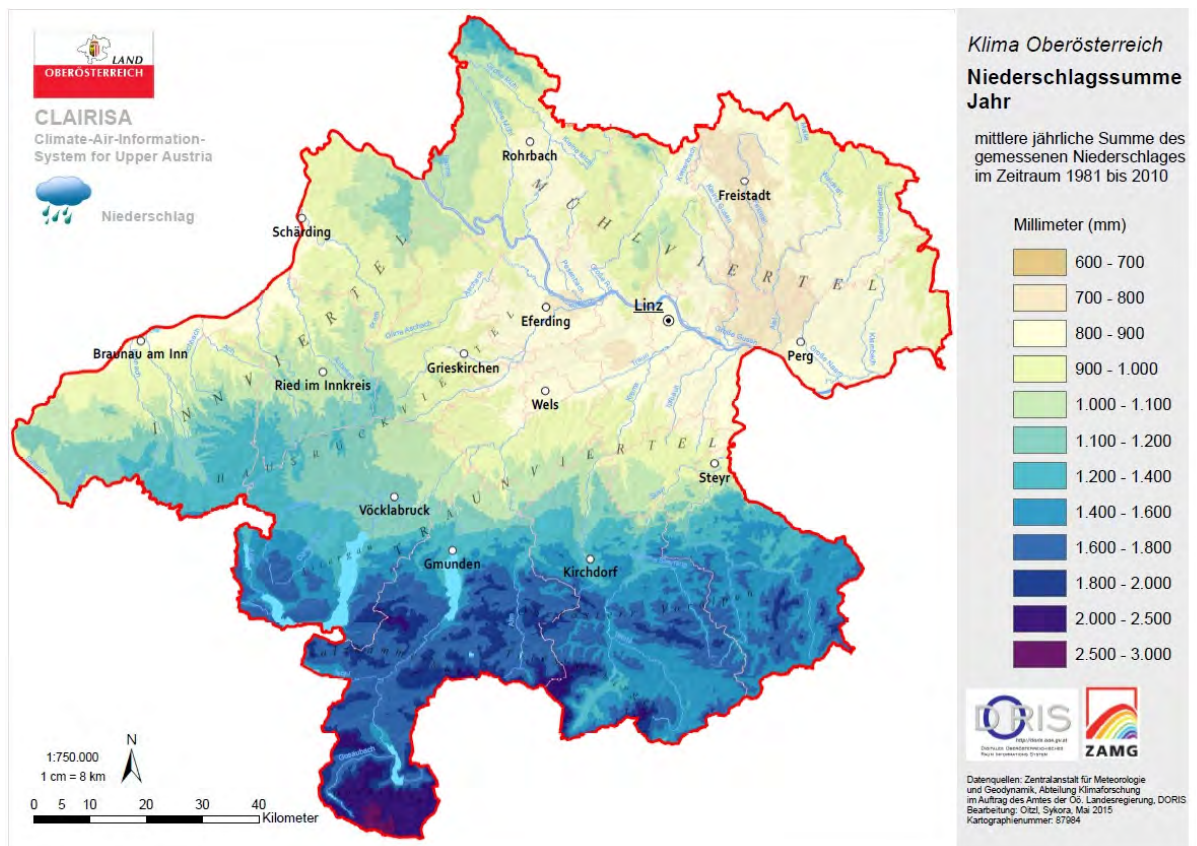 LAND
OBERÖSTERREICH
CLAIRISA
Climate-Air-Information-
System for Upper Austria
Niederschlag
Rohrbach
Freistadt
Schärding
MÜHLVIERTEL
Linz
Eferding
Braunau am Inn
Grieskirchen
Perg
Ried im Innkreis
INNVIERTEL
Wels
HAUSRUCKVIERTEL
Steyr
TRAUNVIERTEL
Vöcklabruck
Gmunden
Kirchdorf
1:750.000
1 cm = 8 km
N
0 5 10 20 30 40
Kilometer
Klima Oberösterreich
Niederschlagssumme
Jahr
mittlere jährliche Summe des
gemessenen Niederschlages
im Zeitraum 1981 bis 2010
Millimeter (mm)
600 - 700
700 - 800
800 - 900
900 - 1.000
1.000 - 1.100
1.100 - 1.200
1.200 - 1.400
1.400 - 1.600
1.600 - 1.800
1.800 - 2.000
2.000 - 2.500
2.500 - 3.000
DORIS
ZAMG
Datenquellen: Zentralanstalt für Meteorologie
und Geodynamik, Abteilung Klimaforschung
im Auftrag des Amtes der Oö. Landesregierung, DORIS
Bearbeitung: Oitzl, Sykora, Mai 2015
Kartographienummer: 87984